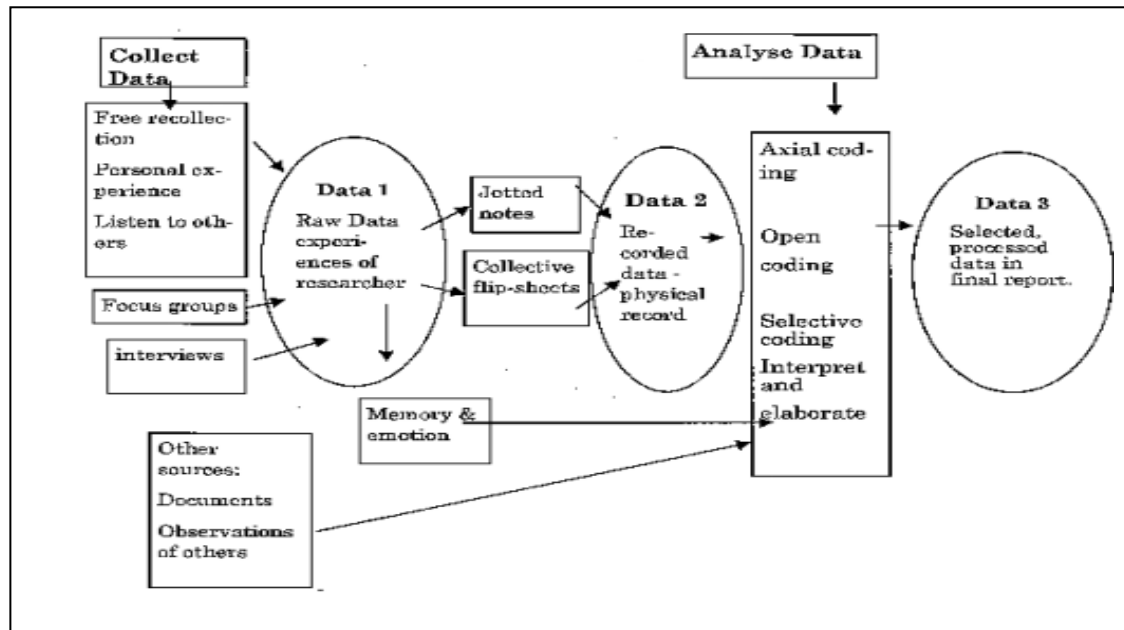 Collect
Data
Analyse Data
Free recollec-
tion
Personal ex-
perience
Listen to oth-
ers
Focus groups
interviews
Data 1
Raw Data
experi-
ences of
researcher
Jotted
notes
Collective
flip-sheets
Memory &
emotion
Other
sources:
Documents
Observations
of others
Data 2
Re-
corded
data -
physical
record
Axial cod-
ing
Open
coding
Selective
coding
Interpret
and
elaborate
Data 3
Selected,
processed
data in
final report.